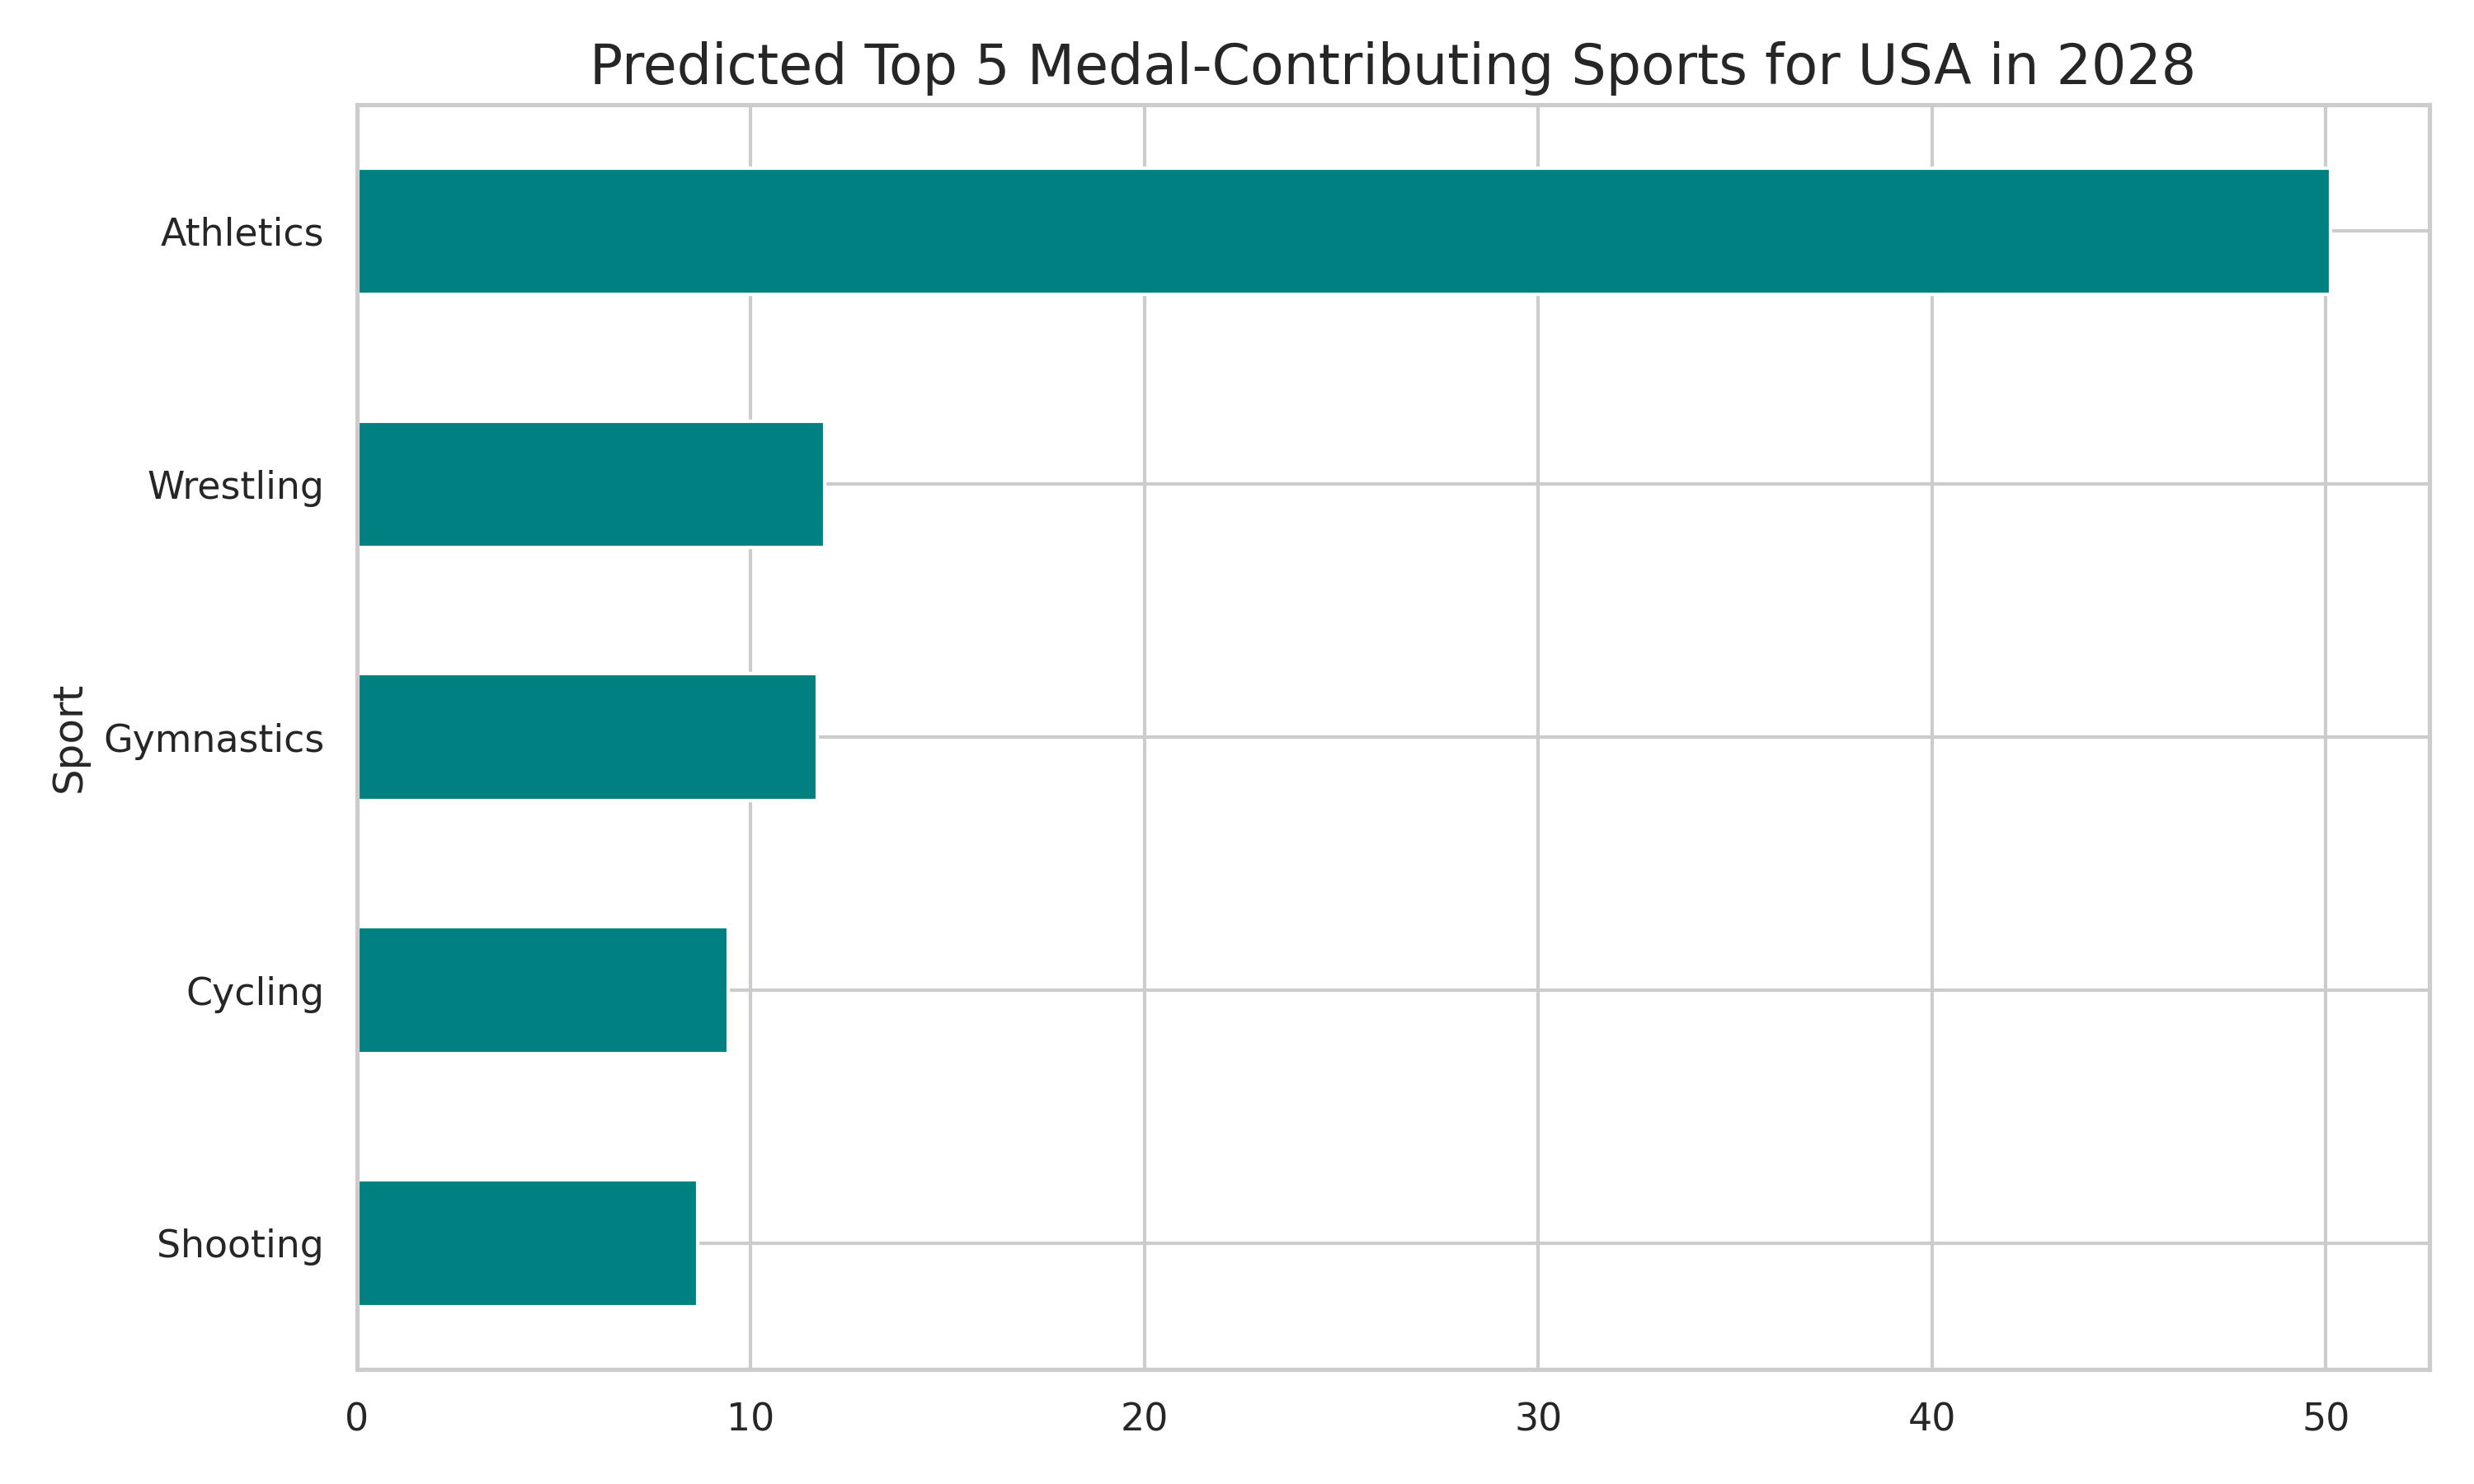 Predicted Top 5 Medal-Contributing Sports for USA in 2028
Sport
Athletics
Wrestling
Gymnastics
Cycling
Shooting
0 10 20 30 40 50